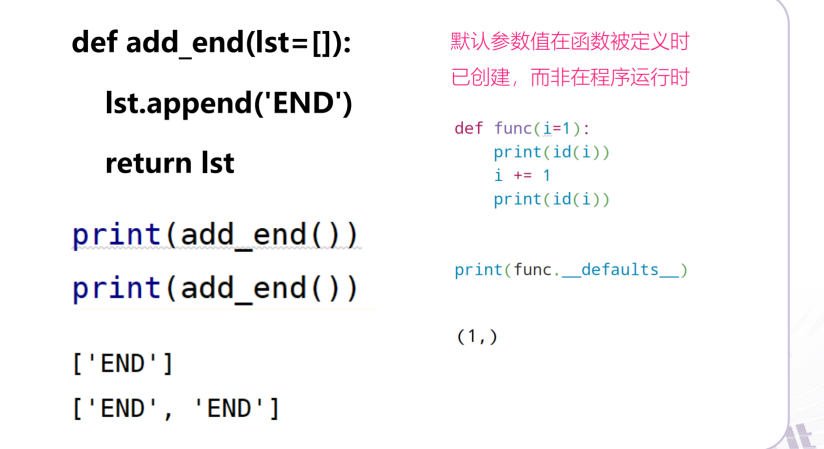 def add_end(lst=[]):
    lst.append('END')
    return lst
print(add_end())
print(add_end())
['END']
['END', 'END']
默认参数值在函数被定义时
已创建，而非在程序运行时
def func(i=1):
    print(id(i))
    i += 1
    print(id(i))
print(func.__defaults__)
(1,)